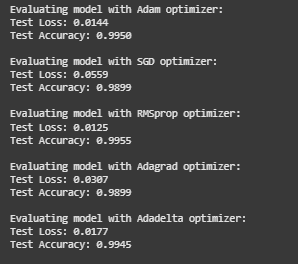 Evaluating model with Adam optimizer:
Test Loss: 0.0144
Test Accuracy: 0.9950
Evaluating model with SGD optimizer:
Test Loss: 0.0559
Test Accuracy: 0.9899
Evaluating model with RMSprop optimizer:
Test Loss: 0.0125
Test Accuracy: 0.9955
Evaluating model with Adagrad optimizer:
Test Loss: 0.0307
Test Accuracy: 0.9899
Evaluating model with Adadelta optimizer:
Test Loss: 0.0177
Test Accuracy: 0.9945